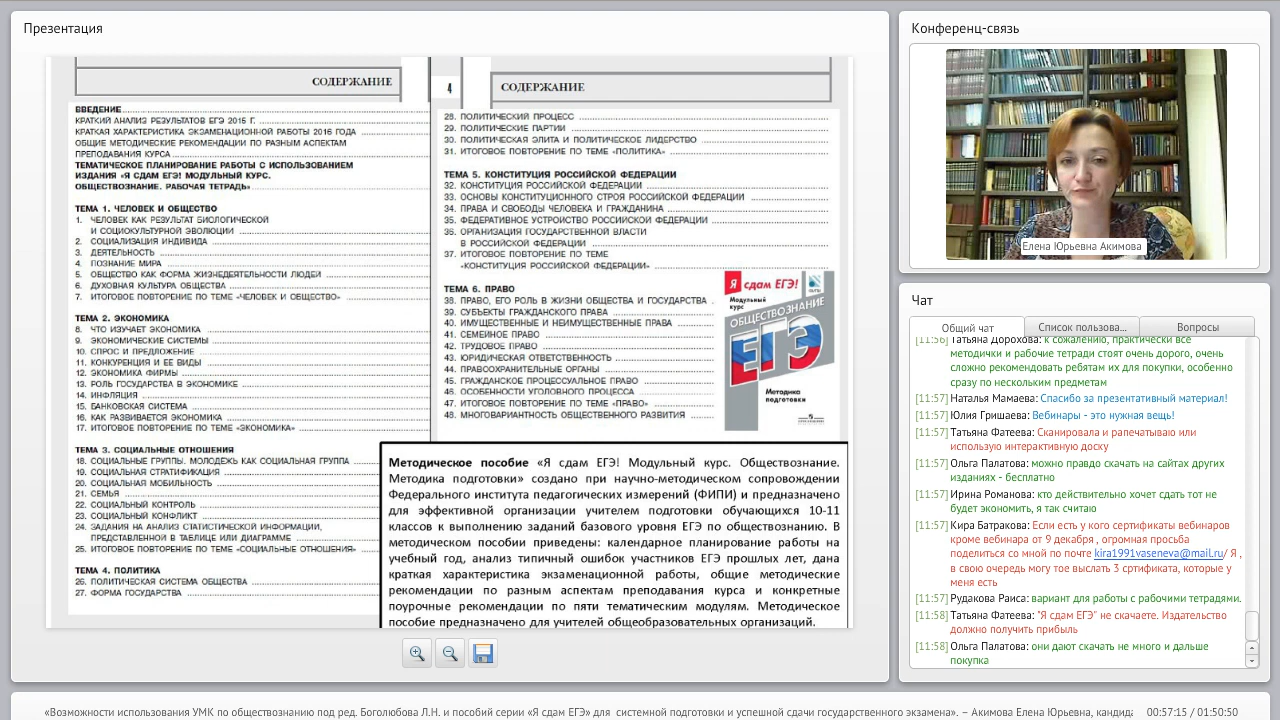 Презентация
СОДЕРЖАНИЕ
ВВЕДЕНИЕ
КРАТКИЙ АНАЛИЗ РЕЗУЛЬТАТОВ ЕГЭ 2015 Г.
КРАТКАЯ ХАРАКТЕРИСТИКА ЭКЗАМЕНАЦИОННОЙ РАБОТЫ 2016 ГОДА
ОБЩИЕ МЕТОДИЧЕСКИЕ РЕКОМЕНДАЦИИ ПО РАЗНЫМ АСПЕКТАМ
ПРЕПОДАВАНИЯ КУРСА
ТЕМАТИЧЕСКОЕ ПЛАНИРОВАНИЕ РАБОТЫ С ИСПОЛЬЗОВАНИЕМ
ИЗДАНИЯ «Я СДАМ ЕГЭ! МОДУЛЬНЫЙ КУРС.
ОБЩЕСТВОЗНАНИЕ. РАБОЧАЯ ТЕТРАДЬ»
ТЕМА 1. ЧЕЛОВЕК И ОБЩЕСТВО
1. ЧЕЛОВЕК КАК РЕЗУЛЬТАТ БИОЛОГИЧЕСКОЙ
И СОЦИОКУЛЬТУРНОЙ ЭВОЛЮЦИИ
2. СОЦИАЛИЗАЦИЯ ИНДИВИДА
3. ДЕЯТЕЛЬНОСТЬ
4. ПОЗНАНИЕ МИРА
5. ОБЩЕСТВО КАК ФОРМА ЖИЗНЕДЕЯТЕЛЬНОСТИ ЛЮДЕЙ
6. ДУХОВНАЯ КУЛЬТУРА ОБЩЕСТВА
7. ИТОГОВОЕ ПОВТОРЕНИЕ ПО ТЕМЕ «ЧЕЛОВЕК И ОБЩЕСТВО»
ТЕМА 2. ЭКОНОМИКА
8. ЧТО ИЗУЧАЕТ ЭКОНОМИКА
9. ЭКОНОМИЧЕСКИЕ СИСТЕМЫ
10. СПРОС И ПРЕДЛОЖЕНИЕ
11. КОНКУРЕНЦИЯ И ЕЕ ВИДЫ
12. ЭКОНОМИКА ФИРМЫ
13. РОЛЬ ГОСУДАРСТВА В ЭКОНОМИКЕ
14. ИНФЛЯЦИЯ
15. БАНКОВСКАЯ СИСТЕМА
16. КАК РАЗВИВАЕТСЯ ЭКОНОМИКА
17. ИТОГОВОЕ ПОВТОРЕНИЕ ПО ТЕМЕ «ЭКОНОМИКА»
ТЕМА 3. СОЦИАЛЬНЫЕ ОТНОШЕНИЯ
18. СОЦИАЛЬНЫЕ ГРУППЫ. МОЛОДЕЖЬ КАК СОЦИАЛЬНАЯ ГРУППА
19. СОЦИАЛЬНАЯ СТРАТИФИКАЦИЯ
20. СОЦИАЛЬНАЯ МОБИЛЬНОСТЬ
21. СЕМЬЯ
22. СОЦИАЛЬНЫЙ КОНТРОЛЬ
23. СОЦИАЛЬНЫЙ КОНФЛИКТ
24. ЗАДАНИЯ НА АНАЛИЗ СТАТИСТИЧЕСКОЙ ИНФОРМАЦИИ,
ПРЕДСТАВЛЕННОЙ В ТАБЛИЦЕ ИЛИ ДИАГРАММЕ
25. ИТОГОВОЕ ПОВТОРЕНИЕ ПО ТЕМЕ «СОЦИАЛЬНЫЕ ОТНОШЕНИЯ»
ТЕМА 4. ПОЛИТИКА
26. ПОЛИТИЧЕСКАЯ СИСТЕМА ОБЩЕСТВА
27. ФОРМА ГОСУДАРСТВА
4
СОДЕРЖАНИЕ
28. ПОЛИТИЧЕСКИЙ ПРОЦЕСС
29. ПОЛИТИЧЕСКИЕ ПАРТИИ
30. ПОЛИТИЧЕСКАЯ ЭЛИТА И ПОЛИТИЧЕСКОЕ ЛИДЕРСТВО
31. ИТОГОВОЕ ПОВТОРЕНИЕ ПО ТЕМЕ «ПОЛИТИКА»
ТЕМА 5. КОНСТИТУЦИЯ РОССИЙСКОЙ ФЕДЕРАЦИИ
32. КОНСТИТУЦИЯ РОССИЙСКОЙ ФЕДЕРАЦИИ
33. ОСНОВЫ КОНСТИТУЦИОННОГО СТРОЯ РОССИЙСКОЙ ФЕДЕРАЦИИ
34. ПРАВА И СВОБОДЫ ЧЕЛОВЕКА И ГРАЖДАНИНА
35. ФЕДЕРАТИВНОЕ УСТРОЙСТВО РОССИЙСКОЙ ФЕДЕРАЦИИ
36. ОРГАНИЗАЦИЯ ГОСУДАРСТВЕННОЙ ВЛАСТИ
В РОССИЙСКОЙ ФЕДЕРАЦИИ
37. ИТОГОВОЕ ПОВТОРЕНИЕ ПО ТЕМЕ
«КОНСТИТУЦИЯ РОССИЙСКОЙ ФЕДЕРАЦИИ»
ТЕМА 6. ПРАВО
38. ПРАВО, ЕГО РОЛЬ В ЖИЗНИ ОБЩЕСТВА И ГОСУДАРСТВА
39. СУБЪЕКТЫ ГРАЖДАНСКОГО ПРАВА
40. ИМУЩЕСТВЕННЫЕ И НЕИМУЩЕСТВЕННЫЕ ПРАВА
41. СЕМЕЙНОЕ ПРАВО
42. ТРУДОВОЕ ПРАВО
43. ЮРИДИЧЕСКАЯ ОТВЕТСТВЕННОСТЬ
44. ПРАВООХРАНИТЕЛЬНЫЕ ОРГАНЫ
45. ГРАЖДАНСКОЕ ПРОЦЕССУАЛЬНОЕ ПРАВО
46. ОСОБЕННОСТИ УГОЛОВНОГО ПРОЦЕССА
47. ИТОГОВОЕ ПОВТОРЕНИЕ ПО ТЕМЕ «ПРАВО»
48. МНОГОВАРИАНТНОСТЬ ОБЩЕСТВЕННОГО РАЗВИТИЯ
Я сдам ЕГЭ!
Модульный
курс
ОБЩЕСТВОЗНАНИЕ
ЕГЭ
Методика
подготовки
Методическое пособие «Я сдам ЕГЭ! Модульный курс. Обществознание.
Методика подготовки» создано при научно-методическом сопровождении
Федерального института педагогических измерений (ФИПИ) и предназначено
для эффективной организации учителем подготовки обучающихся 10-11
классов к выполнению заданий базового уровня ЕГЭ по обществознанию. В
методическом пособии приведены: календарное планирование работы на
учебный год, анализ типичный ошибок участников ЕГЭ прошлых лет, дана
краткая характеристика экзаменационной работы, общие методические
рекомендации по разным аспектам преподавания курса и конкретные
поурочные рекомендации по пяти тематическим модулям. Методическое
пособие предназначено для учителей общеобразовательных организаций.
Конференц-связь
Елена Юрьевна Акимова
Чат
Общий чат
Список пользова...
Вопросы
[11:56] Татьяна Дорохова: к сожалению, практически все
методички и рабочие тетради стоят очень дорого, очень
сложно рекомендовать ребятам их для покупки, особенно
сразу по нескольким предметам
[11:57] Наталья Мамаева: Спасибо за презентативный материал!
[11:57] Юлия Гришаева: Вебинары - это нужная вещь!
[11:57] Татьяна Фатеева: Сканировала и рапечатываю или
использую интерактивную доску
[11:57] Ольга Палатова: можно правдо скачать на сайтах других
изданиях - бесплатно
[11:57] Ирина Романова: кто действительно хочет сдать тот не
будет экономить, я так считаю
[11:57] Кира Батракова: Если есть у кого сертификаты вебинаров
кроме вебинара от 9 декабря , огромная просьба
поделиться со мной по почте kira1991vaseneva@mail.ru/ Я ,
в свою очередь могу тое выслать 3 сртификата, которые у
меня есть
[11:57] Рудакова Раиса: вариант для работы с рабочими тетрадями.
[11:58] Татьяна Фатеева: "Я сдам ЕГЭ" не скачаете. Издательство
должно получить прибыль
[11:58] Ольга Палатова: они дают скачать не много и дальше
покупка
«Возможности использования УМК по обществознанию под ред. Боголюбова Л.Н. и пособий серии «Я сдам ЕГЭ» для системной подготовки и успешной сдачи государственного экзамена». – Акимова Елена Юрьевна, кандида
00:57:15 / 01:50:50